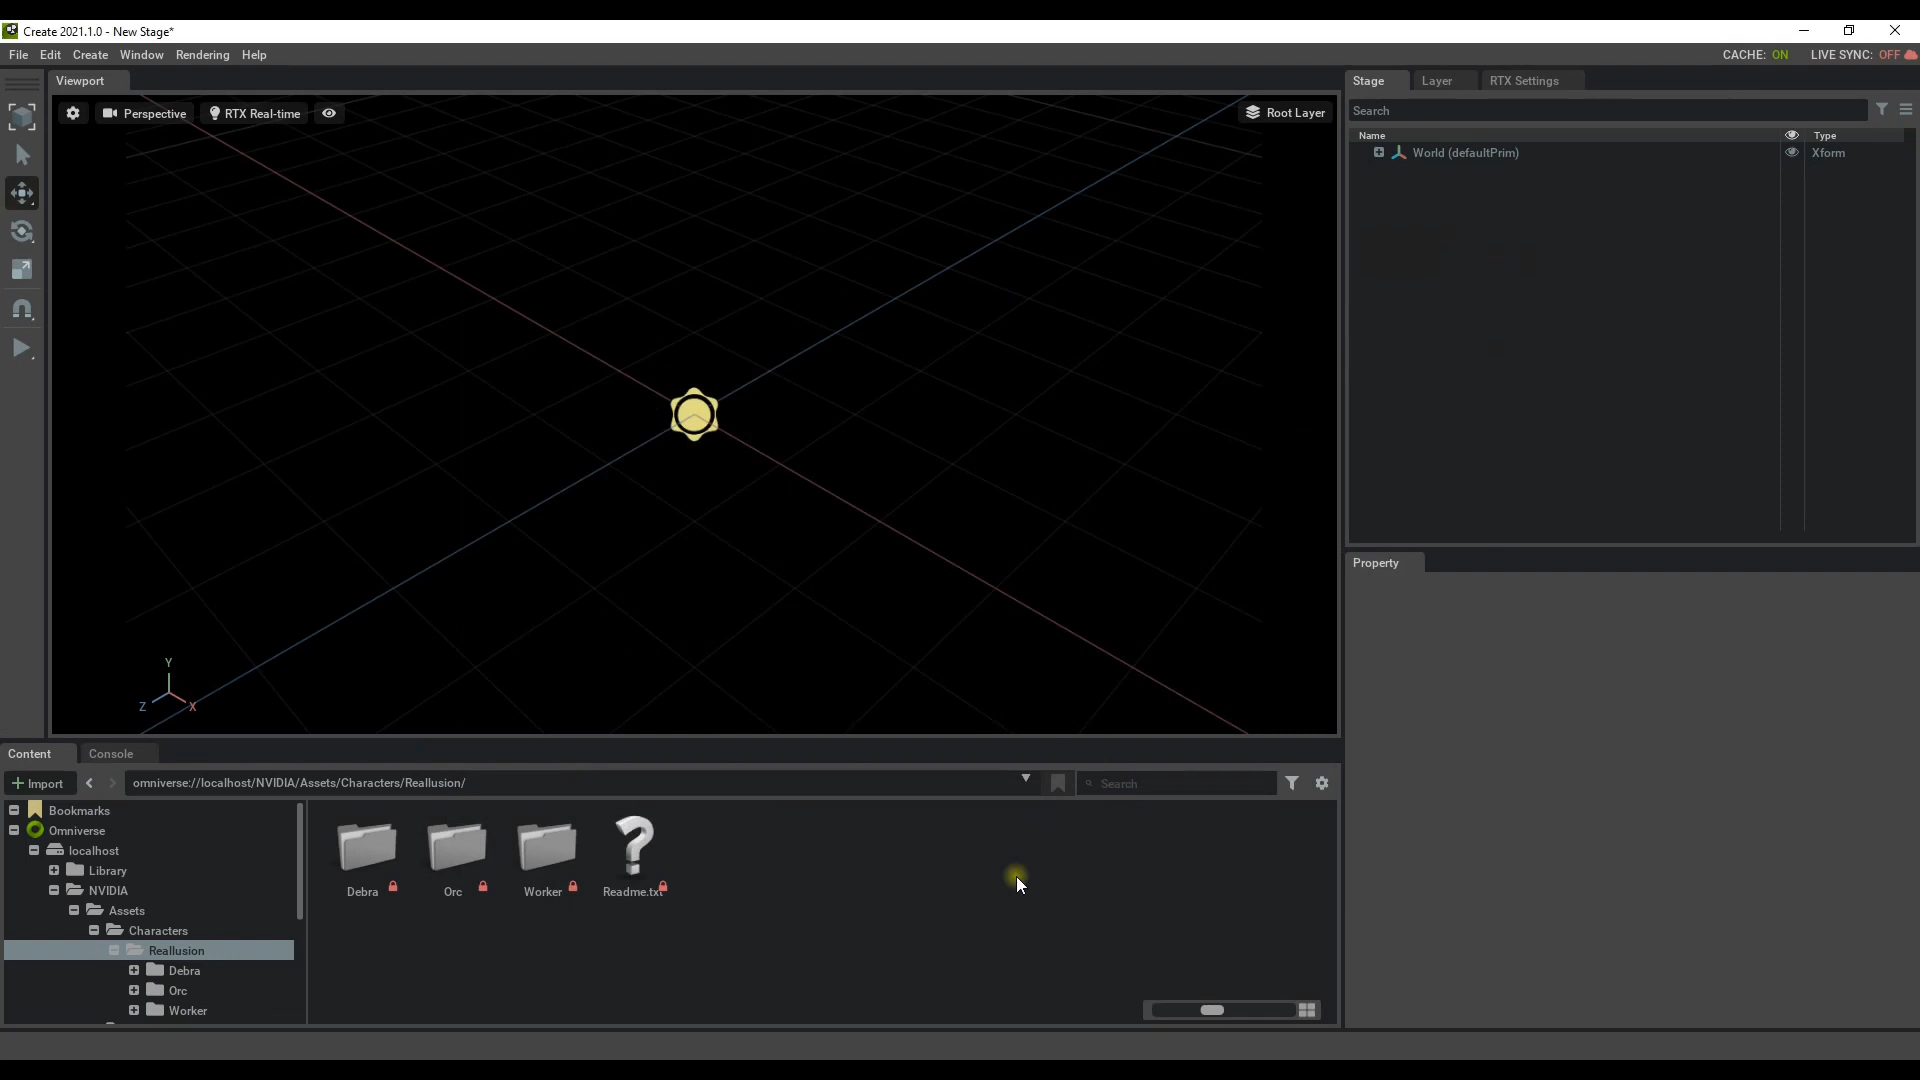 Create 2021.1.0 - New Stage*
File Edit Create Window Rendering Help
CACHE: ON LIVE SYNC: OFF
Viewport
Perspective RTX Real-time
Root Layer
Y
Z X
Stage Layer RTX Settings
Search
Name Type
World (defaultPrim) Xform
Property
Content Console
Import omniverse://localhost/NVIDIA/Assets/Characters/Reallusion/ Search
Bookmarks
Omniverse
localhost
Library
NVIDIA
Assets
Characters
Reallusion
Debra
Orc
Worker
Debra Orc Worker Readme.txt